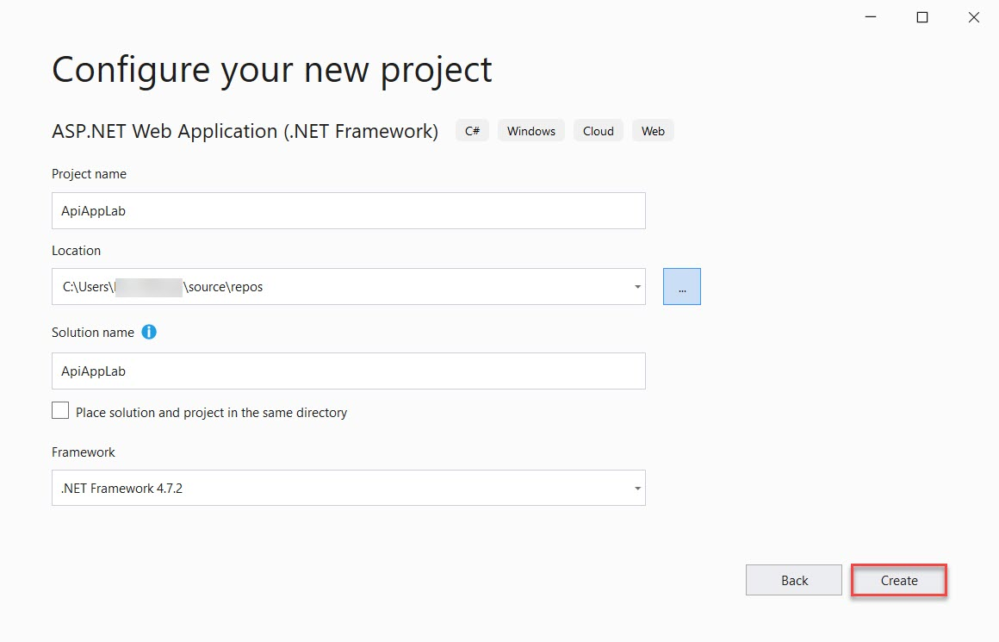 Configure your new project
ASP.NET Web Application (.NET Framework) C# Windows Cloud Web
Project name
ApiAppLab
Location
C:\Users\ \source\repos ...
Solution name
ApiAppLab
Place solution and project in the same directory
Framework
.NET Framework 4.7.2
Back Create